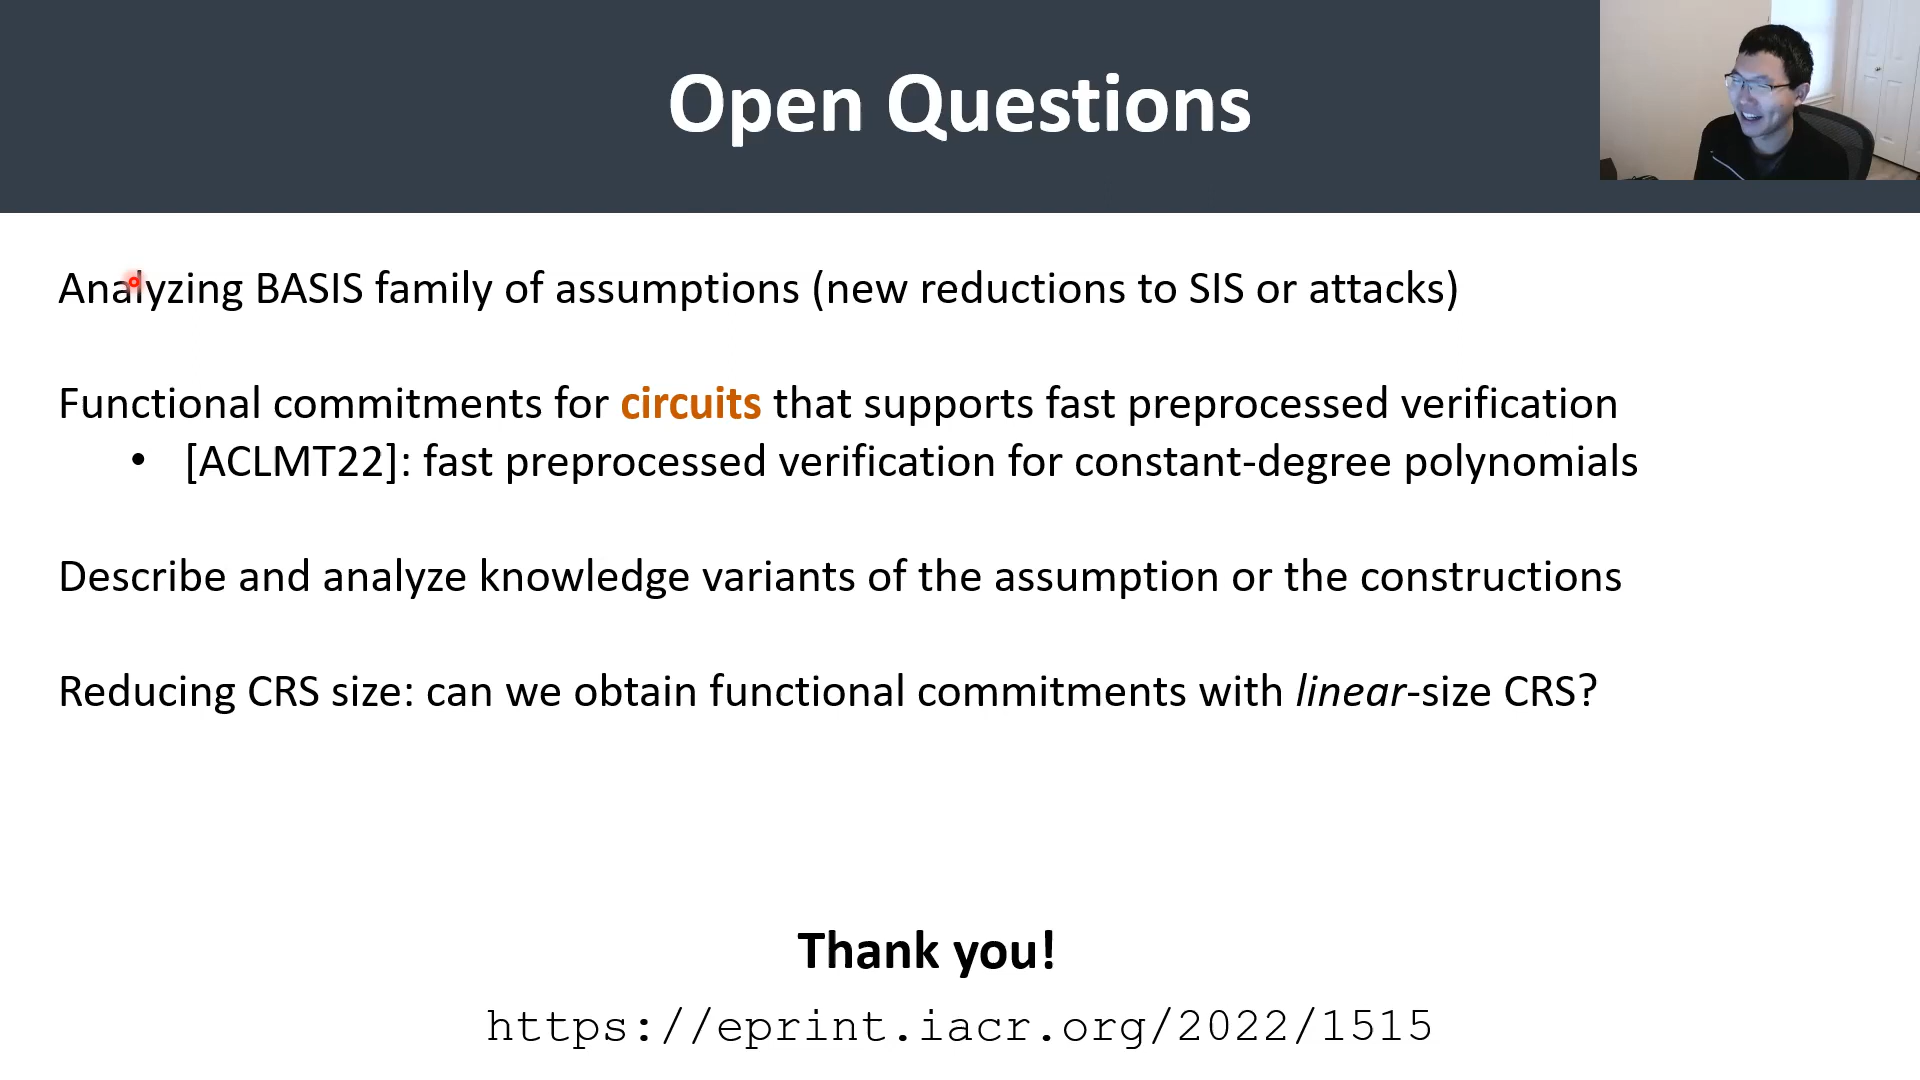 Open Questions
Analyzing BASIS family of assumptions (new reductions to SIS or attacks)
Functional commitments for circuits that supports fast preprocessed verification
• [ACLMT22]: fast preprocessed verification for constant-degree polynomials
Describe and analyze knowledge variants of the assumption or the constructions
Reducing CRS size: can we obtain functional commitments with linear-size CRS?
Thank you!
https://eprint.iacr.org/2022/1515